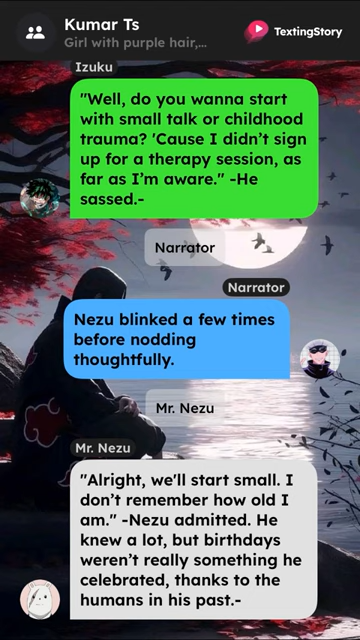 Kumar Ts
Girl with purple hair,...
TextingStory
Izuku
"Well, do you wanna start
with small talk or childhood
trauma? 'Cause I didn’t sign
up for a therapy session, as
far as I’m aware." -He
sassed.-
Narrator
Narrator
Nezu blinked a few times
before nodding
thoughtfully.
Mr. Nezu
Mr. Nezu
"Alright, we'll start small. I
don’t remember how old I
am." -Nezu admitted. He
knew a lot, but birthdays
weren’t really something he
celebrated, thanks to the
humans in his past.-